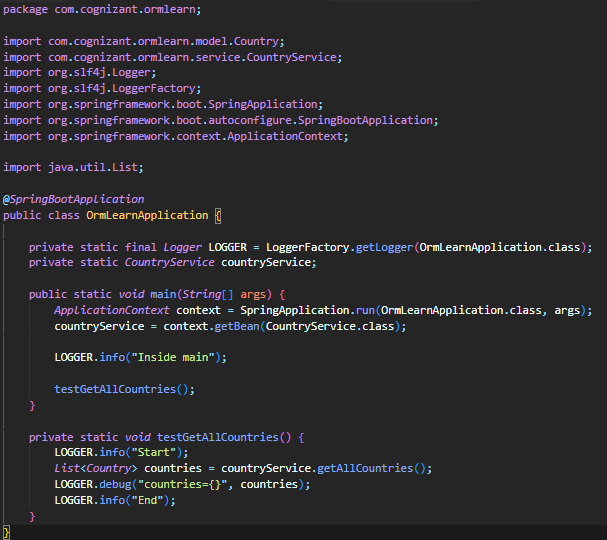 package com.cognizant.ormlearn;
import com.cognizant.ormlearn.model.Country;
import com.cognizant.ormlearn.service.CountryService;
import org.slf4j.Logger;
import org.slf4j.LoggerFactory;
import org.springframework.boot.SpringApplication;
import org.springframework.boot.autoconfigure.SpringBootApplication;
import org.springframework.context.ApplicationContext;
import java.util.List;
@SpringBootApplication
public class OrmLearnApplication {
    private static final Logger LOGGER = LoggerFactory.getLogger(OrmLearnApplication.class);
    private static CountryService countryService;
    public static void main(String[] args) {
        ApplicationContext context = SpringApplication.run(OrmLearnApplication.class, args);
        countryService = context.getBean(CountryService.class);
        LOGGER.info("Inside main");
        testGetAllCountries();
    }
    private static void testGetAllCountries() {
        LOGGER.info("Start");
        List<Country> countries = countryService.getAllCountries();
        LOGGER.debug("countries={}", countries);
        LOGGER.info("End");
    }
}